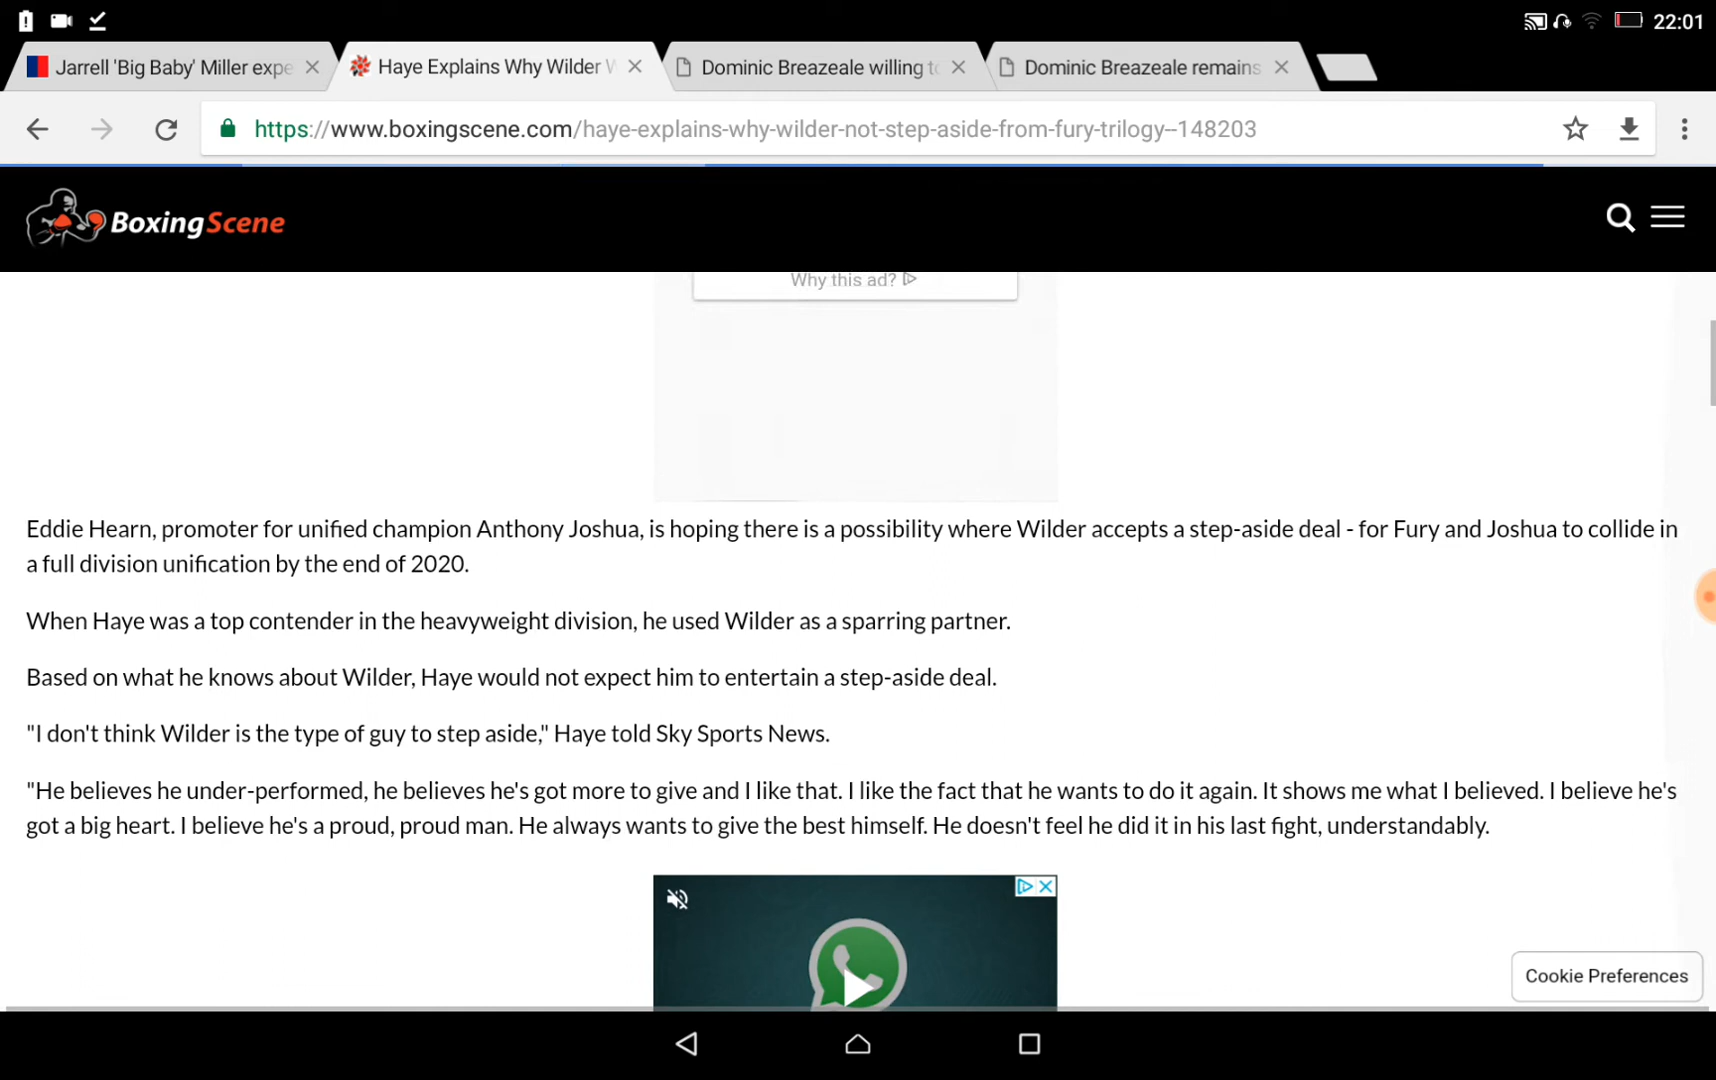 22:01
Jarrell 'Big Baby' Miller expe
Haye Explains Why Wilder W
Dominic Breazeale willing to
Dominic Breazeale remains
https://www.boxingscene.com/haye-explains-why-wilder-not-step-aside-from-fury-trilogy--148203
BoxingScene
Why this ad?
Eddie Hearn, promoter for unified champion Anthony Joshua, is hoping there is a possibility where Wilder accepts a step-aside deal - for Fury and Joshua to collide in
a full division unification by the end of 2020.
When Haye was a top contender in the heavyweight division, he used Wilder as a sparring partner.
Based on what he knows about Wilder, Haye would not expect him to entertain a step-aside deal.
"I don't think Wilder is the type of guy to step aside," Haye told Sky Sports News.
"He believes he under-performed, he believes he's got more to give and I like that. I like the fact that he wants to do it again. It shows me what I believed. I believe he's
got a big heart. I believe he's a proud, proud man. He always wants to give the best himself. He doesn't feel he did it in his last fight, understandably.
Cookie Preferences